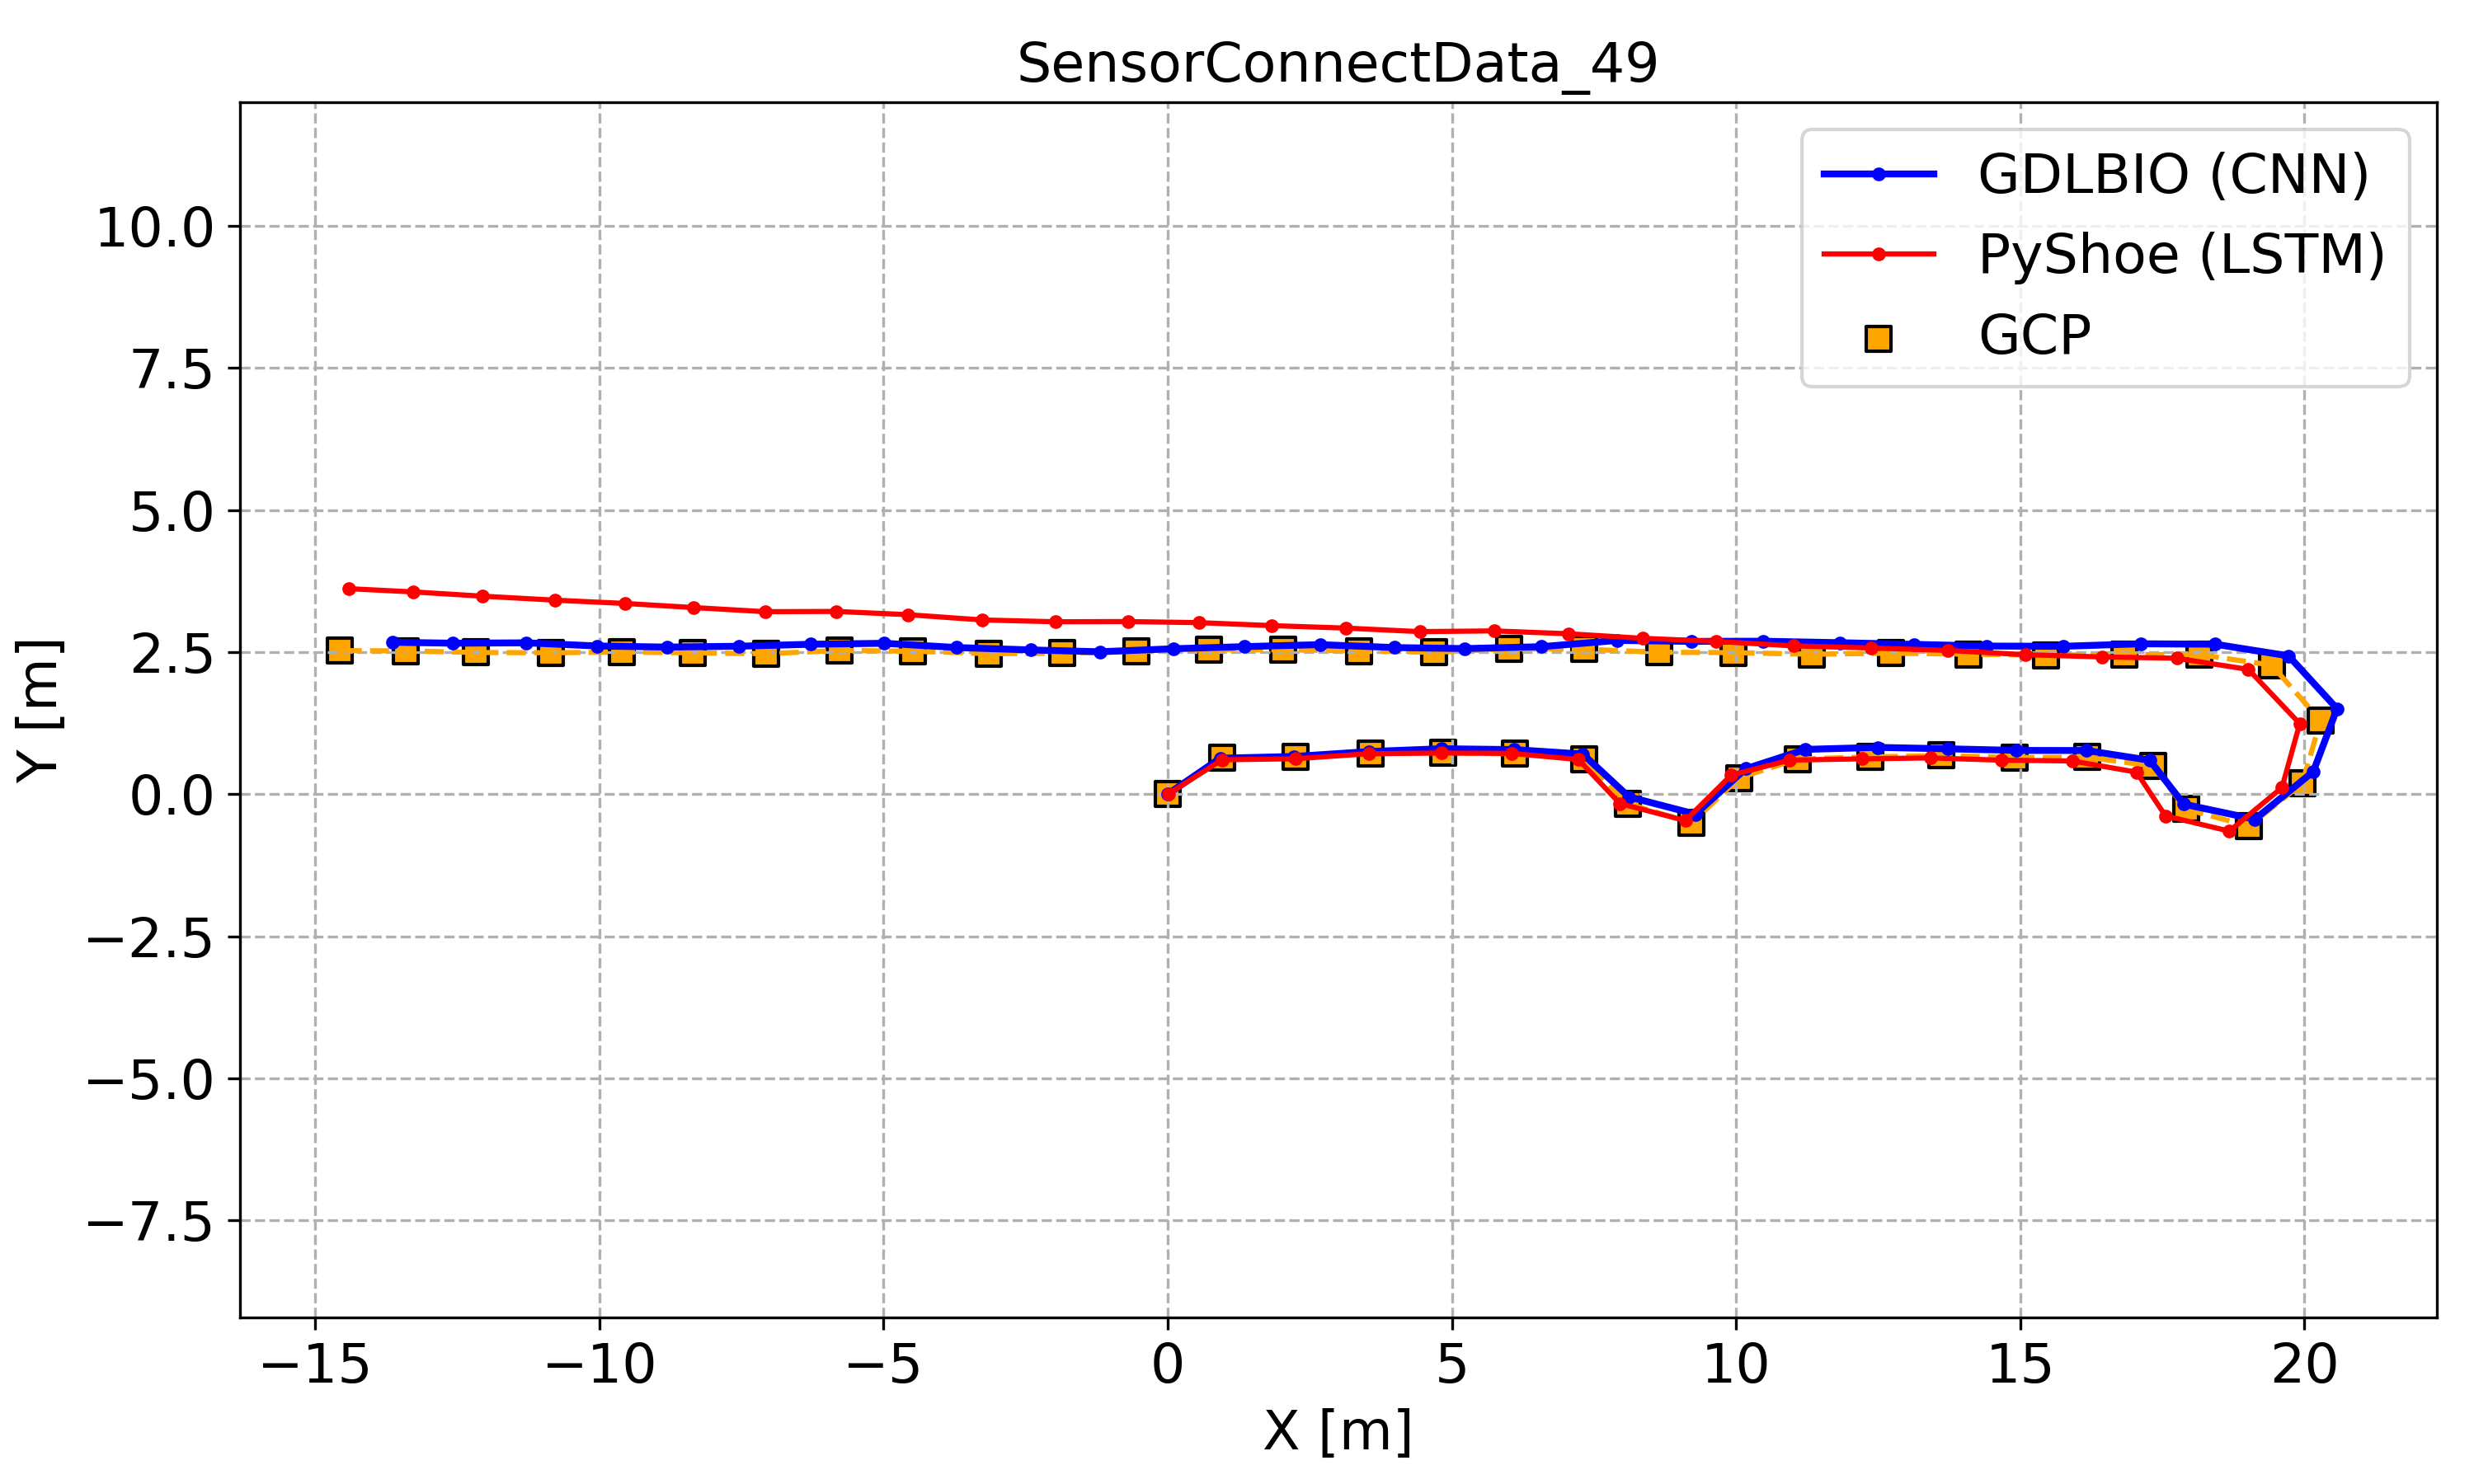 SensorConnectData_49
GDLBIO (CNN)
PyShoe (LSTM)
GCP
10.0
7.5
5.0
2.5
0.0
−2.5
−5.0
−7.5
Y [m]
−15 −10 −5 0 5 10 15 20
X [m]